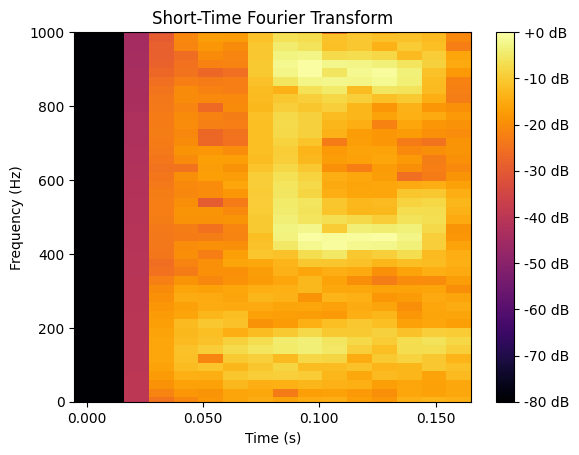 Short-Time Fourier Transform
Frequency (Hz)
1000
800
600
400
200
0
0.000
0.050
0.100
0.150
Time (s)
+0 dB
-10 dB
-20 dB
-30 dB
-40 dB
-50 dB
-60 dB
-70 dB
-80 dB